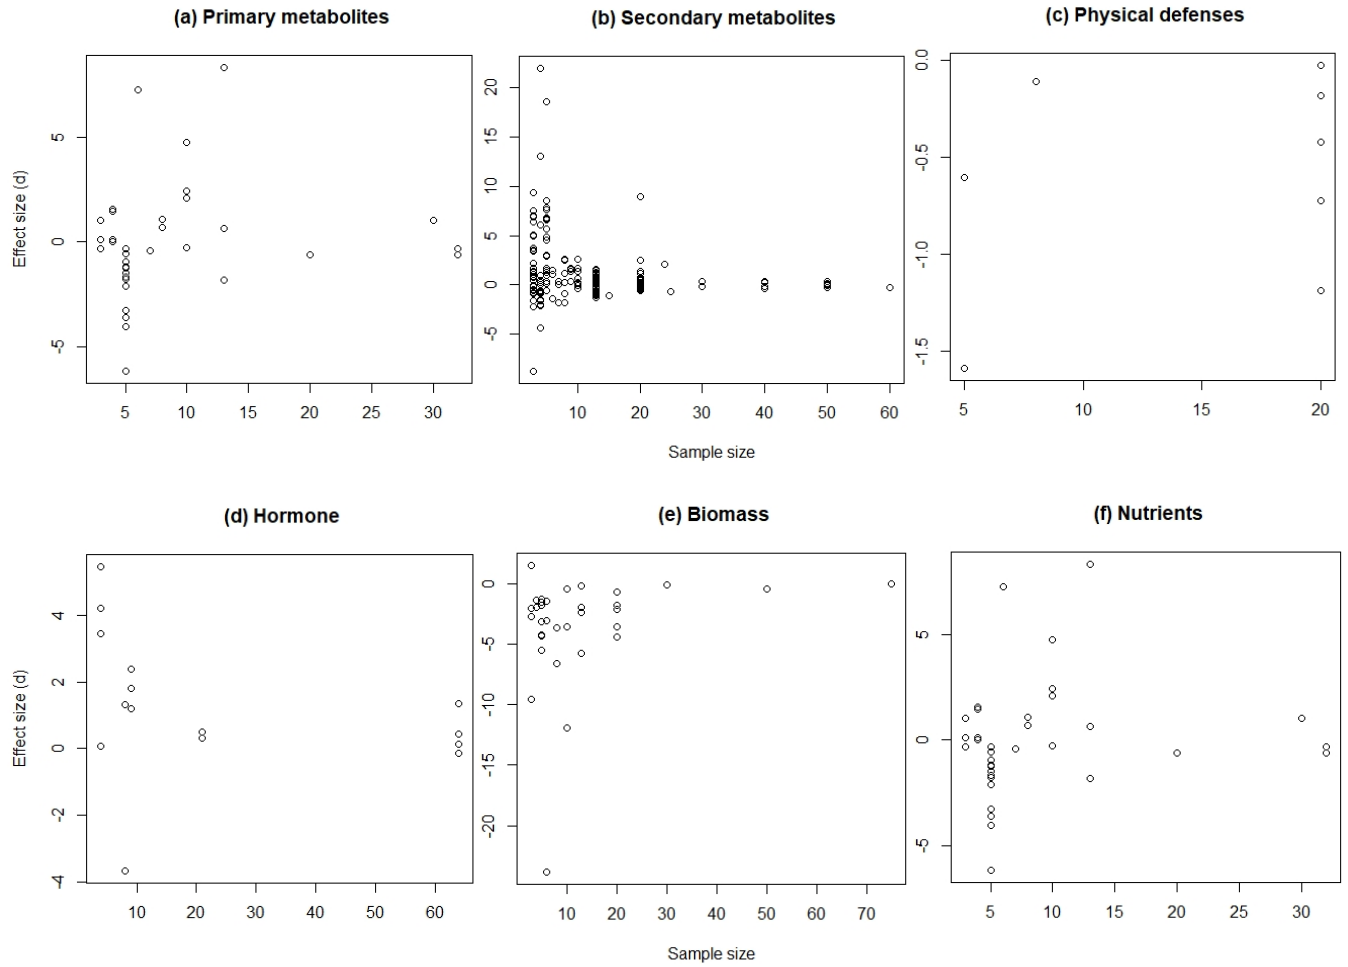 (a) Primary metabolites
(b) Secondary metabolites
(c) Physical defenses
Effect size (d)
5
0
-5
5 10 15 20 25 30
20
15
10
5
0
-5
10 20 30 40 50 60
0.0
-0.5
-1.0
-1.5
5 10 15 20
Sample size
(d) Hormone
(e) Biomass
(f) Nutrients
Effect size (d)
4
2
0
-2
-4
10 20 30 40 50 60
0
-5
-10
-15
-20
10 20 30 40 50 60 70
5
0
-5
5 10 15 20 25 30
Sample size